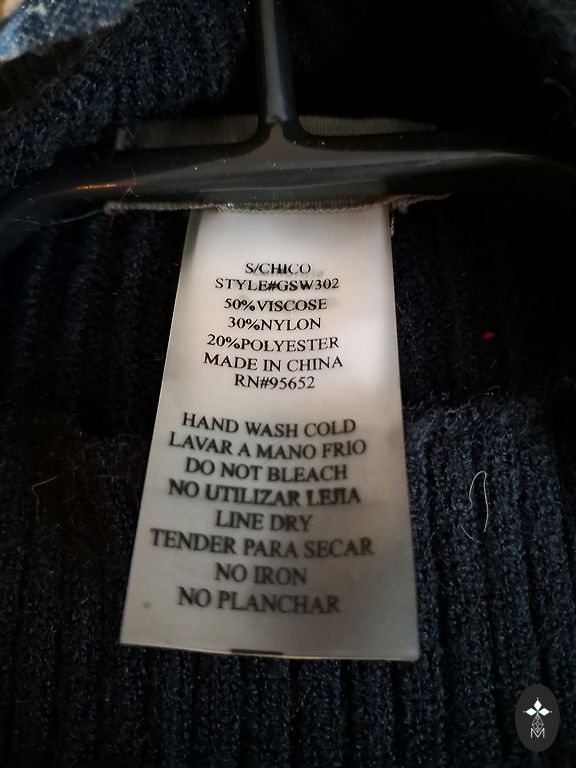 S/CHICO
STYLE#GSW302
50%VISCOSE
30%NYLON
20%POLYESTER
MADE IN CHINA
RN#95652
HAND WASH COLD
LAVAR A MANO FRIO
DO NOT BLEACH
NO UTILIZAR LEJIA
LINE DRY
TENDER PARA SECAR
NO IRON
NO PLANCHAR
M